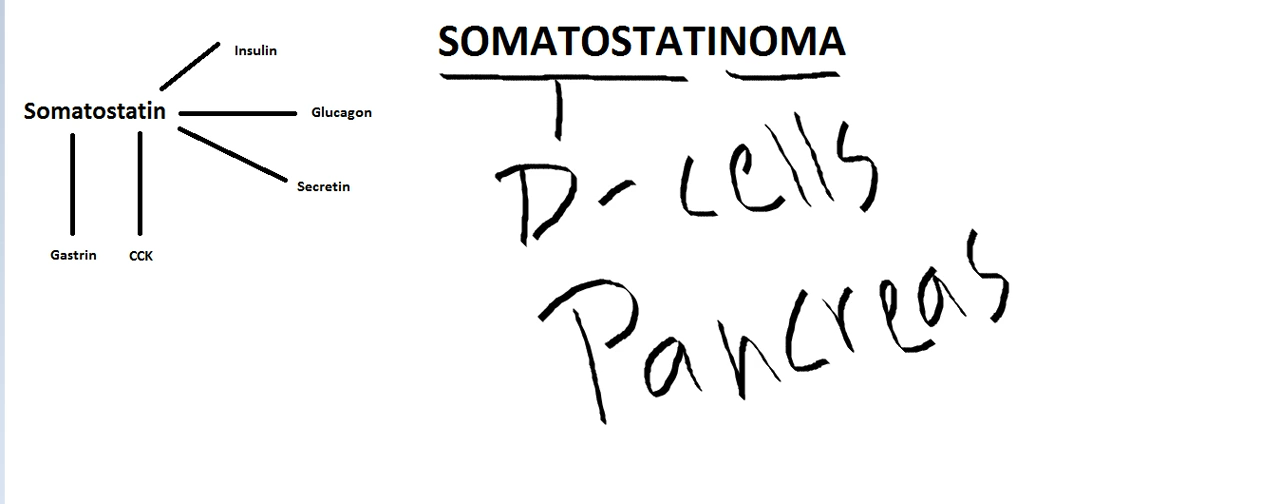 SOMATOSTATINOMA
Insulin
Somatostatin
Glucagon
Secretin
Gastrin
CCK
D-cells
Pancreas